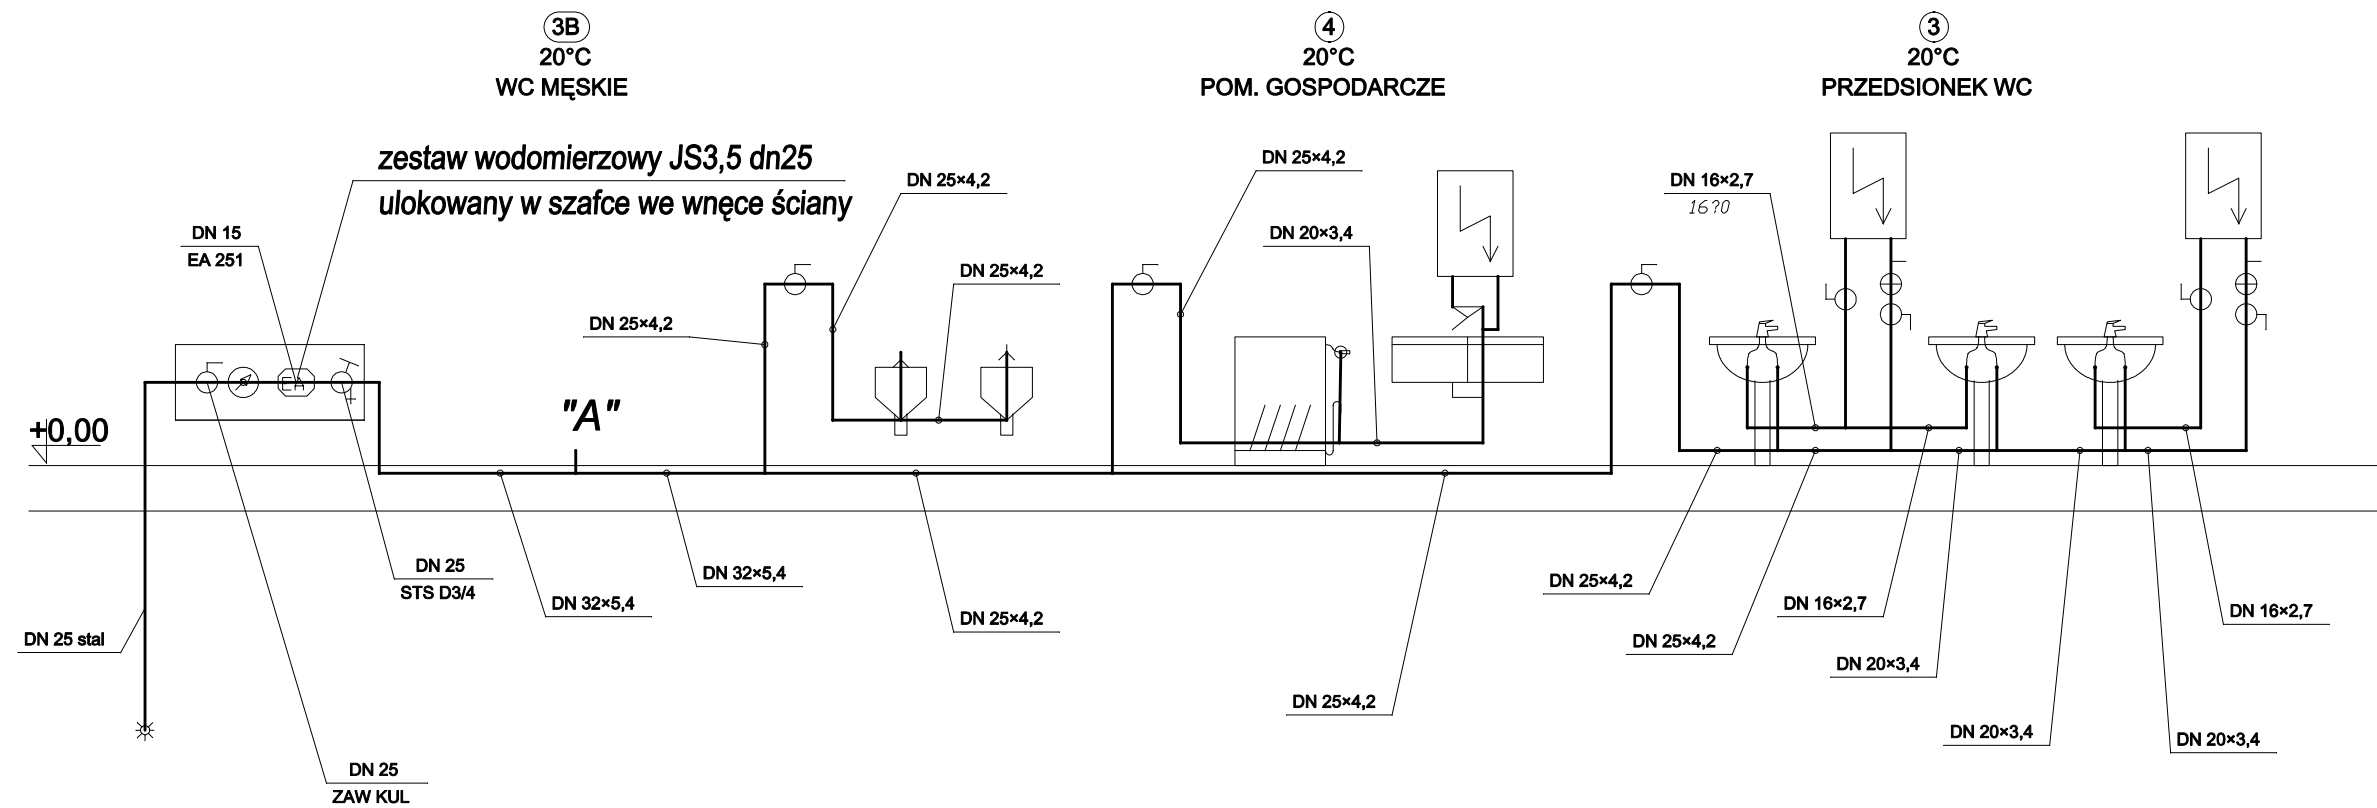 3B
20°C
WC MĘSKIE
4
20°C
POM. GOSPODARCZE
3
20°C
PRZEDSIONEK WC
zestaw wodomierzowy JS3,5 dn25
ulokowany w szafce we wnęce ściany
DN 15
EA 251
DN 25×4,2
DN 25×4,2
DN 25×4,2
DN 25×4,2
DN 20×3,4
DN 16×2,7
16?0
EA
+0,00
"A"
DN 25
STS D3/4
DN 32×5,4
DN 32×5,4
DN 25×4,2
DN 25 stal
DN 25
ZAW KUL
DN 25×4,2
DN 25×4,2
DN 25×4,2
DN 16×2,7
DN 20×3,4
DN 20×3,4
DN 16×2,7
DN 20×3,4